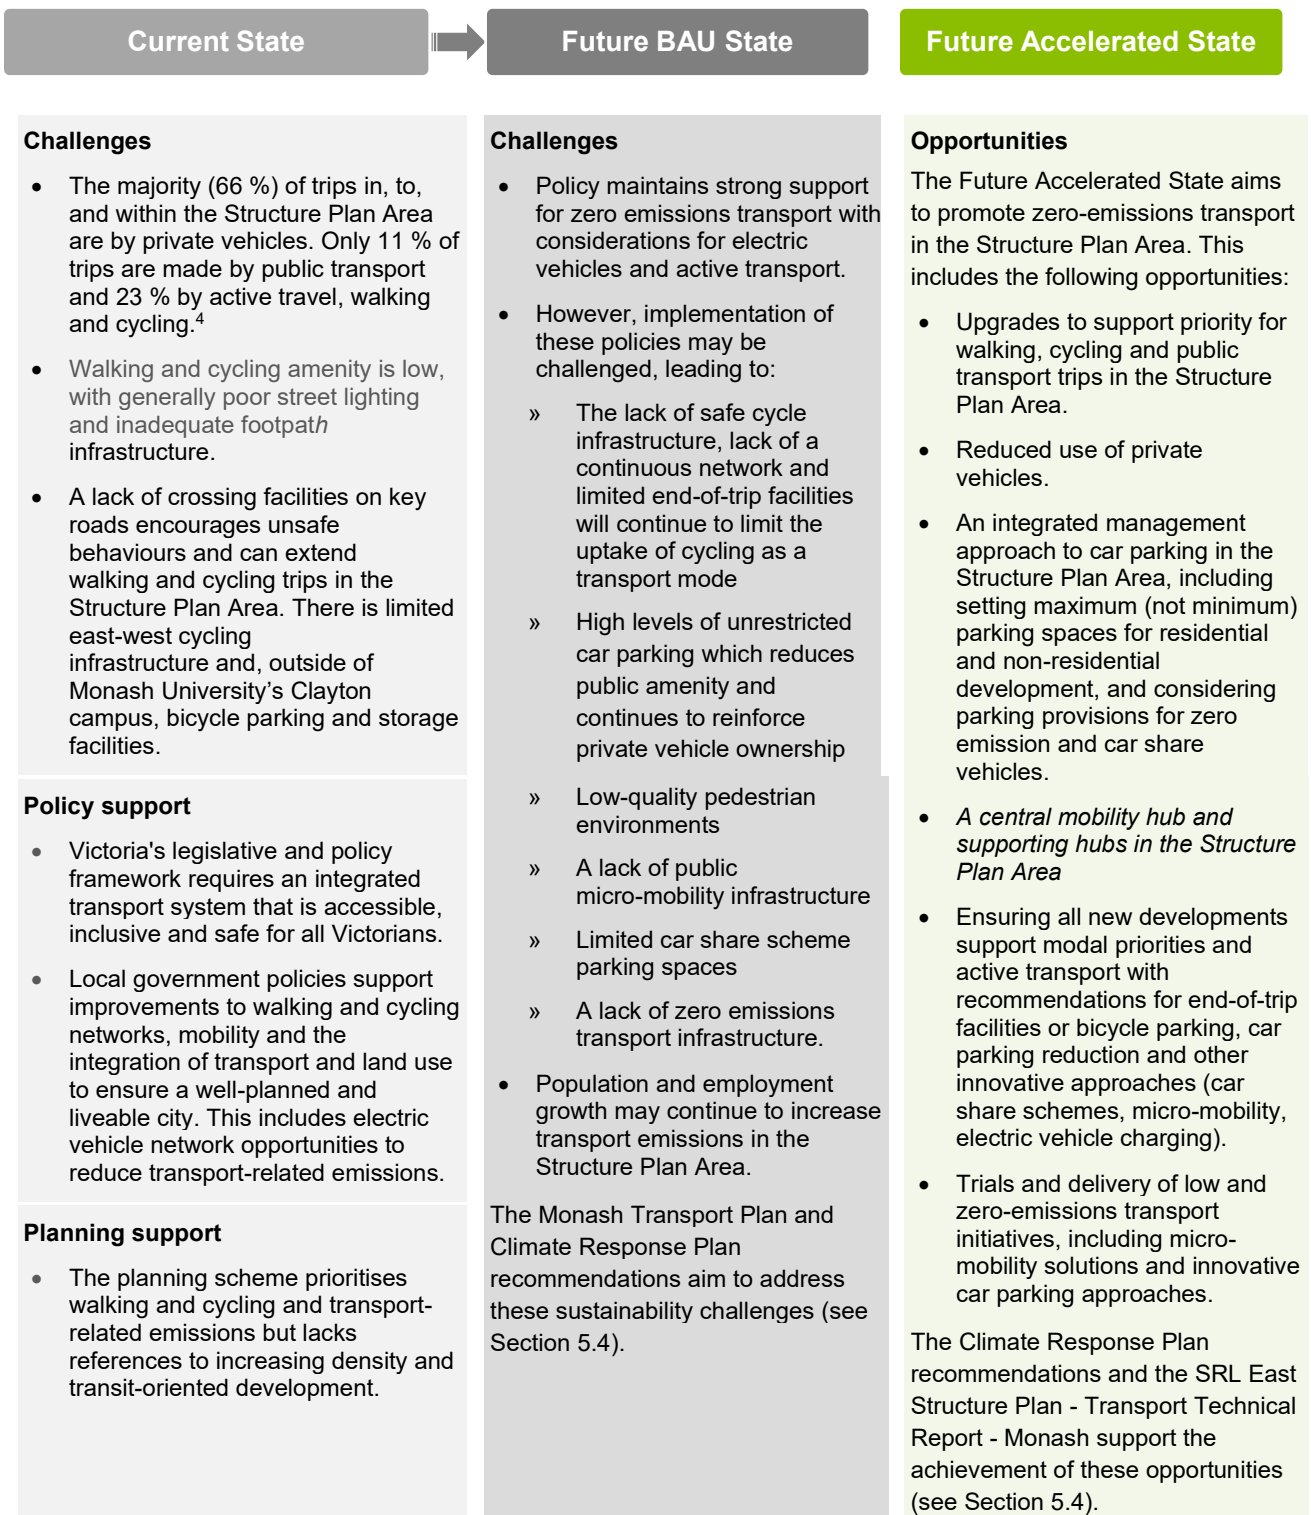 Current State
Future BAU State
Future Accelerated State
Challenges
• The majority (66 %) of trips in, to,
and within the Structure Plan Area
are by private vehicles. Only 11 % of
trips are made by public transport
and 23 % by active travel, walking
and cycling.4
• Walking and cycling amenity is low,
with generally poor street lighting
and inadequate footpath
infrastructure.
• A lack of crossing facilities on key
roads encourages unsafe
behaviours and can extend
walking and cycling trips in the
Structure Plan Area. There is limited
east-west cycling
infrastructure and, outside of
Monash University’s Clayton
campus, bicycle parking and storage
facilities.
Policy support
• Victoria's legislative and policy
framework requires an integrated
transport system that is accessible,
inclusive and safe for all Victorians.
• Local government policies support
improvements to walking and cycling
networks, mobility and the
integration of transport and land use
to ensure a well-planned and
liveable city. This includes electric
vehicle network opportunities to
reduce transport-related emissions.
Planning support
• The planning scheme prioritises
walking and cycling and transport-
related emissions but lacks
references to increasing density and
transit-oriented development.
Challenges
• Policy maintains strong support
for zero emissions transport with
considerations for electric
vehicles and active transport.
• However, implementation of
these policies may be
challenged, leading to:
» The lack of safe cycle
infrastructure, lack of a
continuous network and
limited end-of-trip facilities
will continue to limit the
uptake of cycling as a
transport mode
» High levels of unrestricted
car parking which reduces
public amenity and
continues to reinforce
private vehicle ownership
» Low-quality pedestrian
environments
» A lack of public
micro-mobility infrastructure
» Limited car share scheme
parking spaces
» A lack of zero emissions
transport infrastructure.
• Population and employment
growth may continue to increase
transport emissions in the
Structure Plan Area.
The Monash Transport Plan and
Climate Response Plan
recommendations aim to address
these sustainability challenges (see
Section 5.4).
Opportunities
The Future Accelerated State aims
to promote zero-emissions transport
in the Structure Plan Area. This
includes the following opportunities:
• Upgrades to support priority for
walking, cycling and public
transport trips in the Structure
Plan Area.
• Reduced use of private
vehicles.
• An integrated management
approach to car parking in the
Structure Plan Area, including
setting maximum (not minimum)
parking spaces for residential
and non-residential
development, and considering
parking provisions for zero
emission and car share
vehicles.
• A central mobility hub and
supporting hubs in the Structure
Plan Area
• Ensuring all new developments
support modal priorities and
active transport with
recommendations for end-of-trip
facilities or bicycle parking, car
parking reduction and other
innovative approaches (car
share schemes, micro-mobility,
electric vehicle charging).
• Trials and delivery of low and
zero-emissions transport
initiatives, including micro-
mobility solutions and innovative
car parking approaches.
The Climate Response Plan
recommendations and the SRL East
Structure Plan - Transport Technical
Report - Monash support the
achievement of these opportunities
(see Section 5.4).